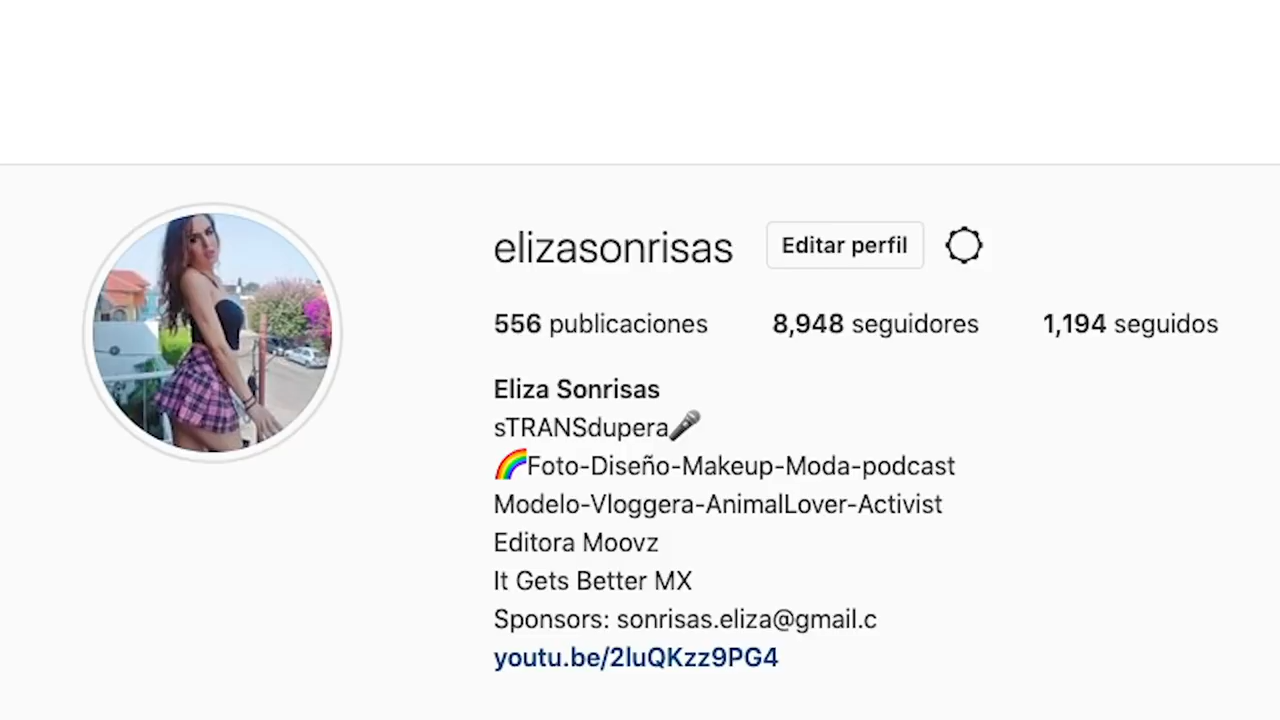 elizasonrisas Editar perfil
556 publicaciones 8,948 seguidores 1,194 seguidos
Eliza Sonrisas
sTRANSdupera🎤
🌈Foto-Diseño-Makeup-Moda-podcast
Modelo-Vloggera-AnimalLover-Activist
Editora Moovz
It Gets Better MX
Sponsors: sonrisas.eliza@gmail.c
youtu.be/2luQKzz9PG4